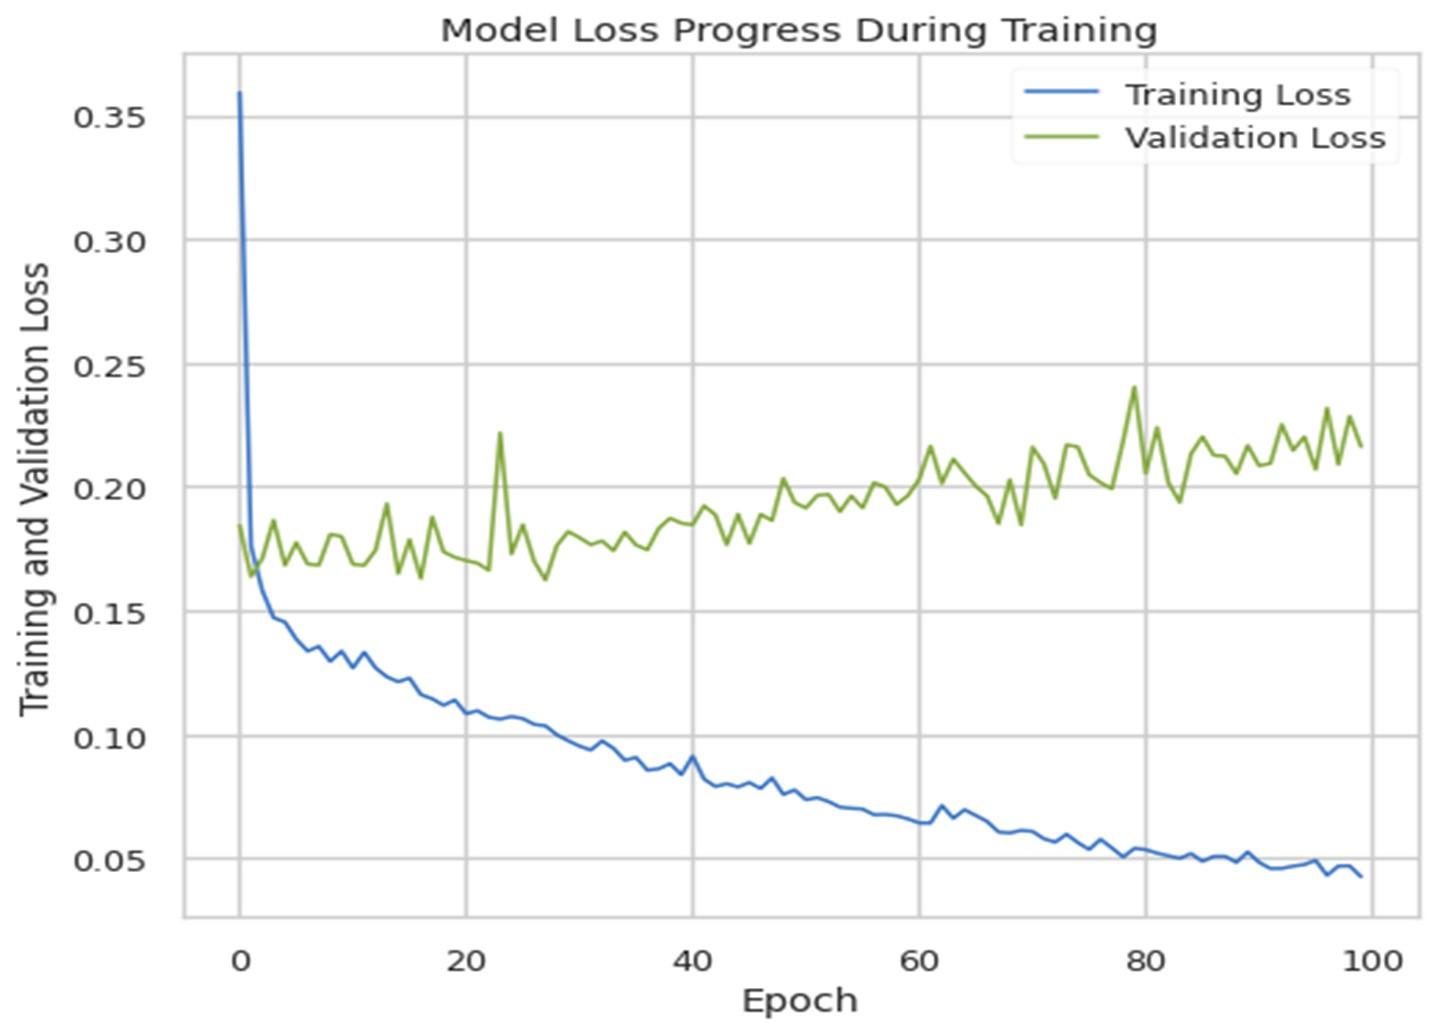 Model Loss Progress During Training
Training Loss
Validation Loss
Training and Validation Loss
0.35
0.30
0.25
0.20
0.15
0.10
0.05
0 20 40 60 80 100
Epoch